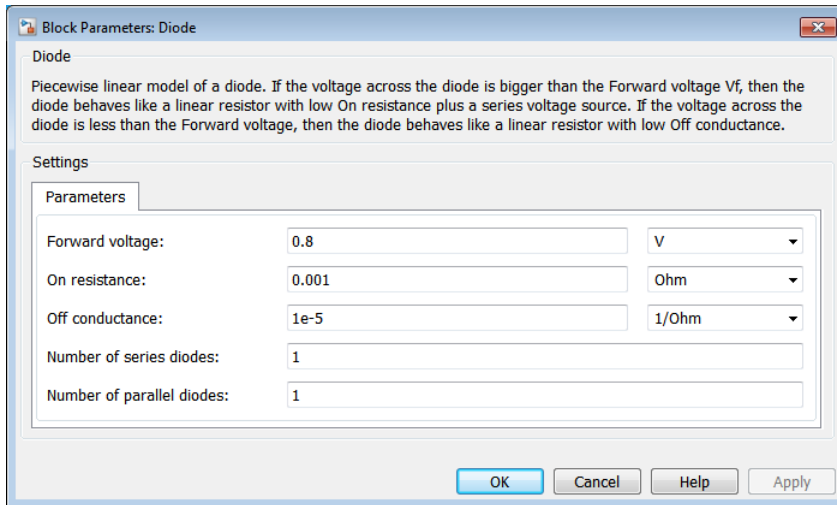 Block Parameters: Diode
Diode
Piecewise linear model of a diode. If the voltage across the diode is bigger than the Forward voltage Vf, then the
diode behaves like a linear resistor with low On resistance plus a series voltage source. If the voltage across the
diode is less than the Forward voltage, then the diode behaves like a linear resistor with low Off conductance.
Settings
Parameters
Forward voltage: 0.8 V
On resistance: 0.001 Ohm
Off conductance: 1e-5 1/Ohm
Number of series diodes: 1
Number of parallel diodes: 1
OK Cancel Help Apply